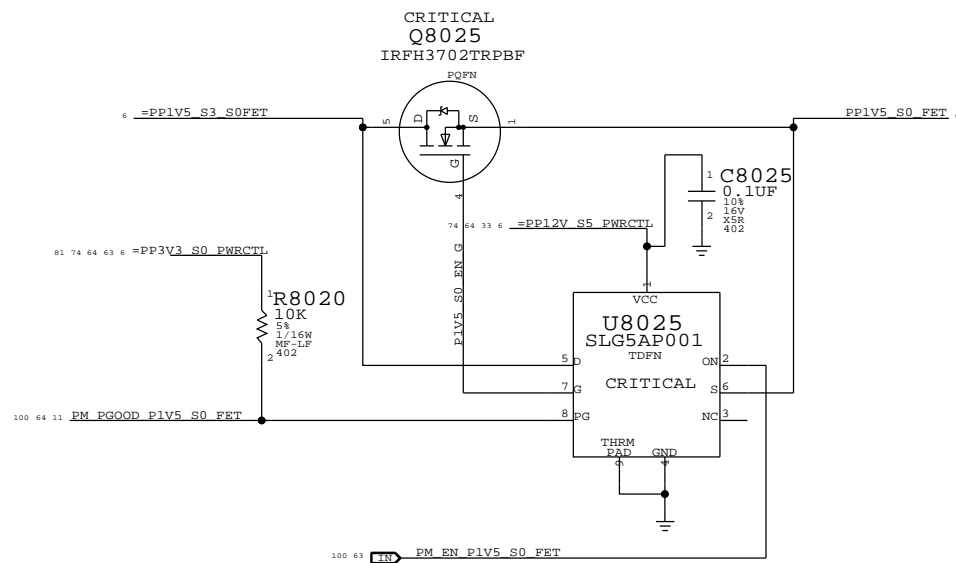 CRITICAL
Q8025
IRFH3702TRPBF
PQFN
6 =PP1V5_S3_S0FET
5 D S 1
PP1V5_S0_FET
G
4
P1V5_S0_EN_G
74 64 33 6 =PP12V_S5_PWRCTL
1 C8025
0.1UF
10%
16V
2 X5R
402
81 74 64 63 6 =PP3V3_S0_PWRCTL
1 R8020
10K
5%
1/16W
MF-LF
2 402
1
VCC
U8025
SLG5AP001
TDFN
5 D ON 2
CRITICAL
7 G S 6
100 64 11 PM_PGOOD_P1V5_S0_FET
8 PG NC 3
THRM
PAD GND
9 4
100 63 IN PM_EN_P1V5_S0_FET